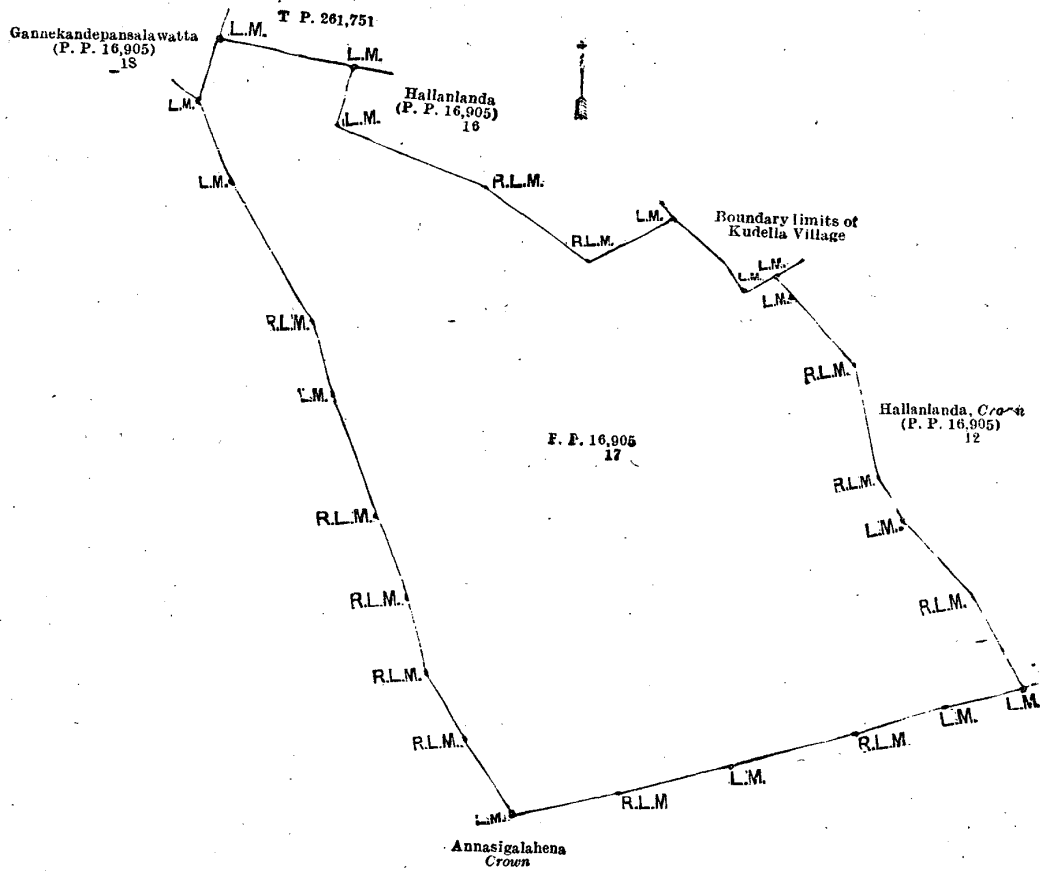 T P. 261,751
Gannekandepansalawatta
(P. P. 16,905)
18
L.M.
L.M.
L.M.
Hallanlanda
(P. P. 16,905)
16
L.M.
L.M.
R.L.M.
L.M.
R.L.M.
Boundary limits of
Kudella Village
L.M.
L.M.
L.M.
R.L.M.
R.L.M.
L.M.
Hallanlanda, Crown
(P. P. 16,905)
12
P. P. 16,905
17
R.L.M.
R.L.M.
L.M.
R.L.M.
R.L.M.
R.L.M.
R.L.M.
L.M.
L.M.
R.L.M.
L.M.
R.L.M
L.M.
Annasigalahena
Crown